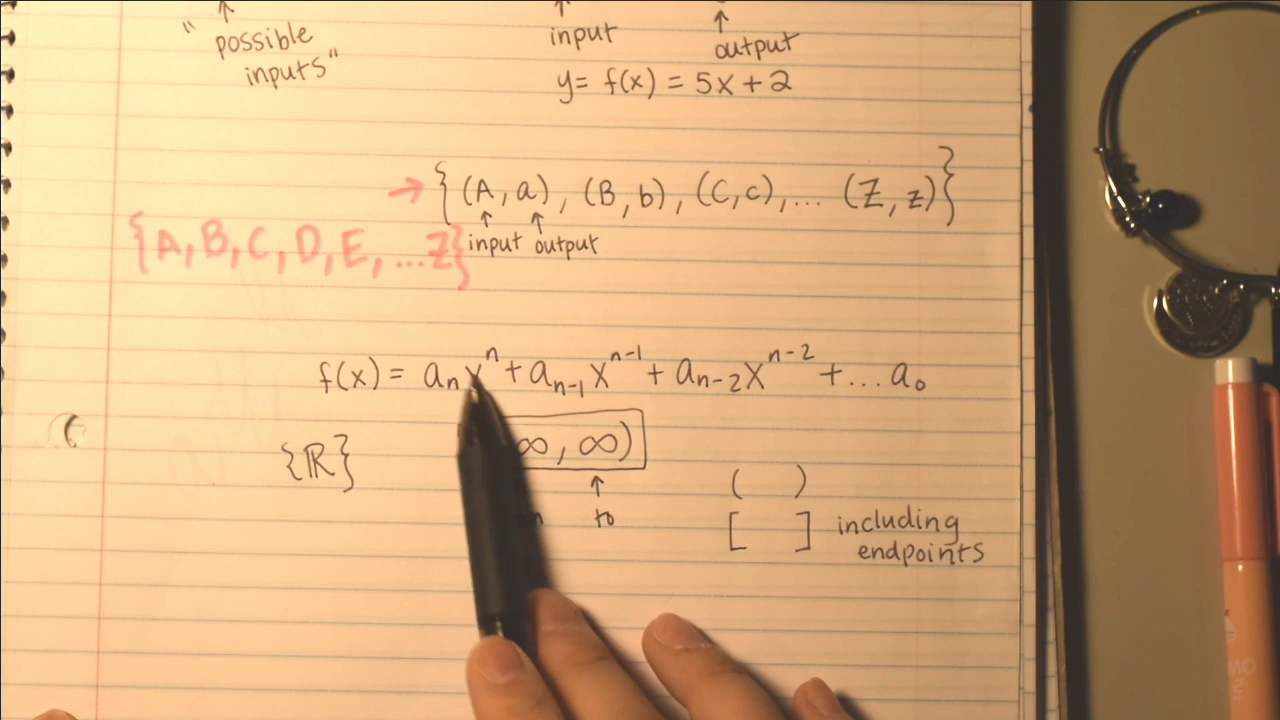 "possible
inputs"
input
output
y= f(x) = 5x + 2
→ {(A, a), (B, b), (C, c), ... (Z, z)}
{A, B, C, D, E, ... Z}
input output
f(x) = aₙxⁿ + aₙ₋₁xⁿ⁻¹ + aₙ₋₂xⁿ⁻² + ... a₀
{ℝ}
∞, ∞)
to
( )
[ ]
including
endpoints